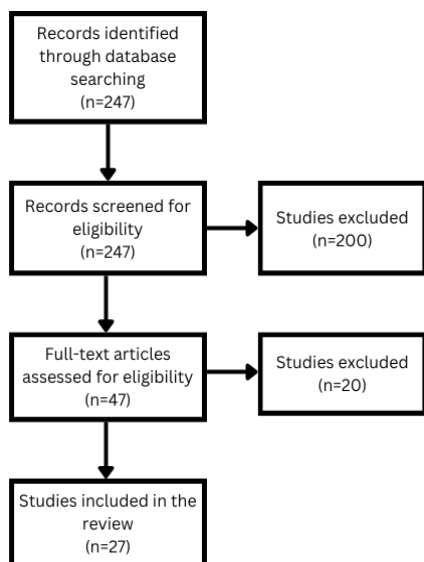 Records identified
through database
searching
(n=247)
Records screened for
eligibility
(n=247)
Studies excluded
(n=200)
Full-text articles
assessed for eligibility
(n=47)
Studies excluded
(n=20)
Studies included in the
review
(n=27)